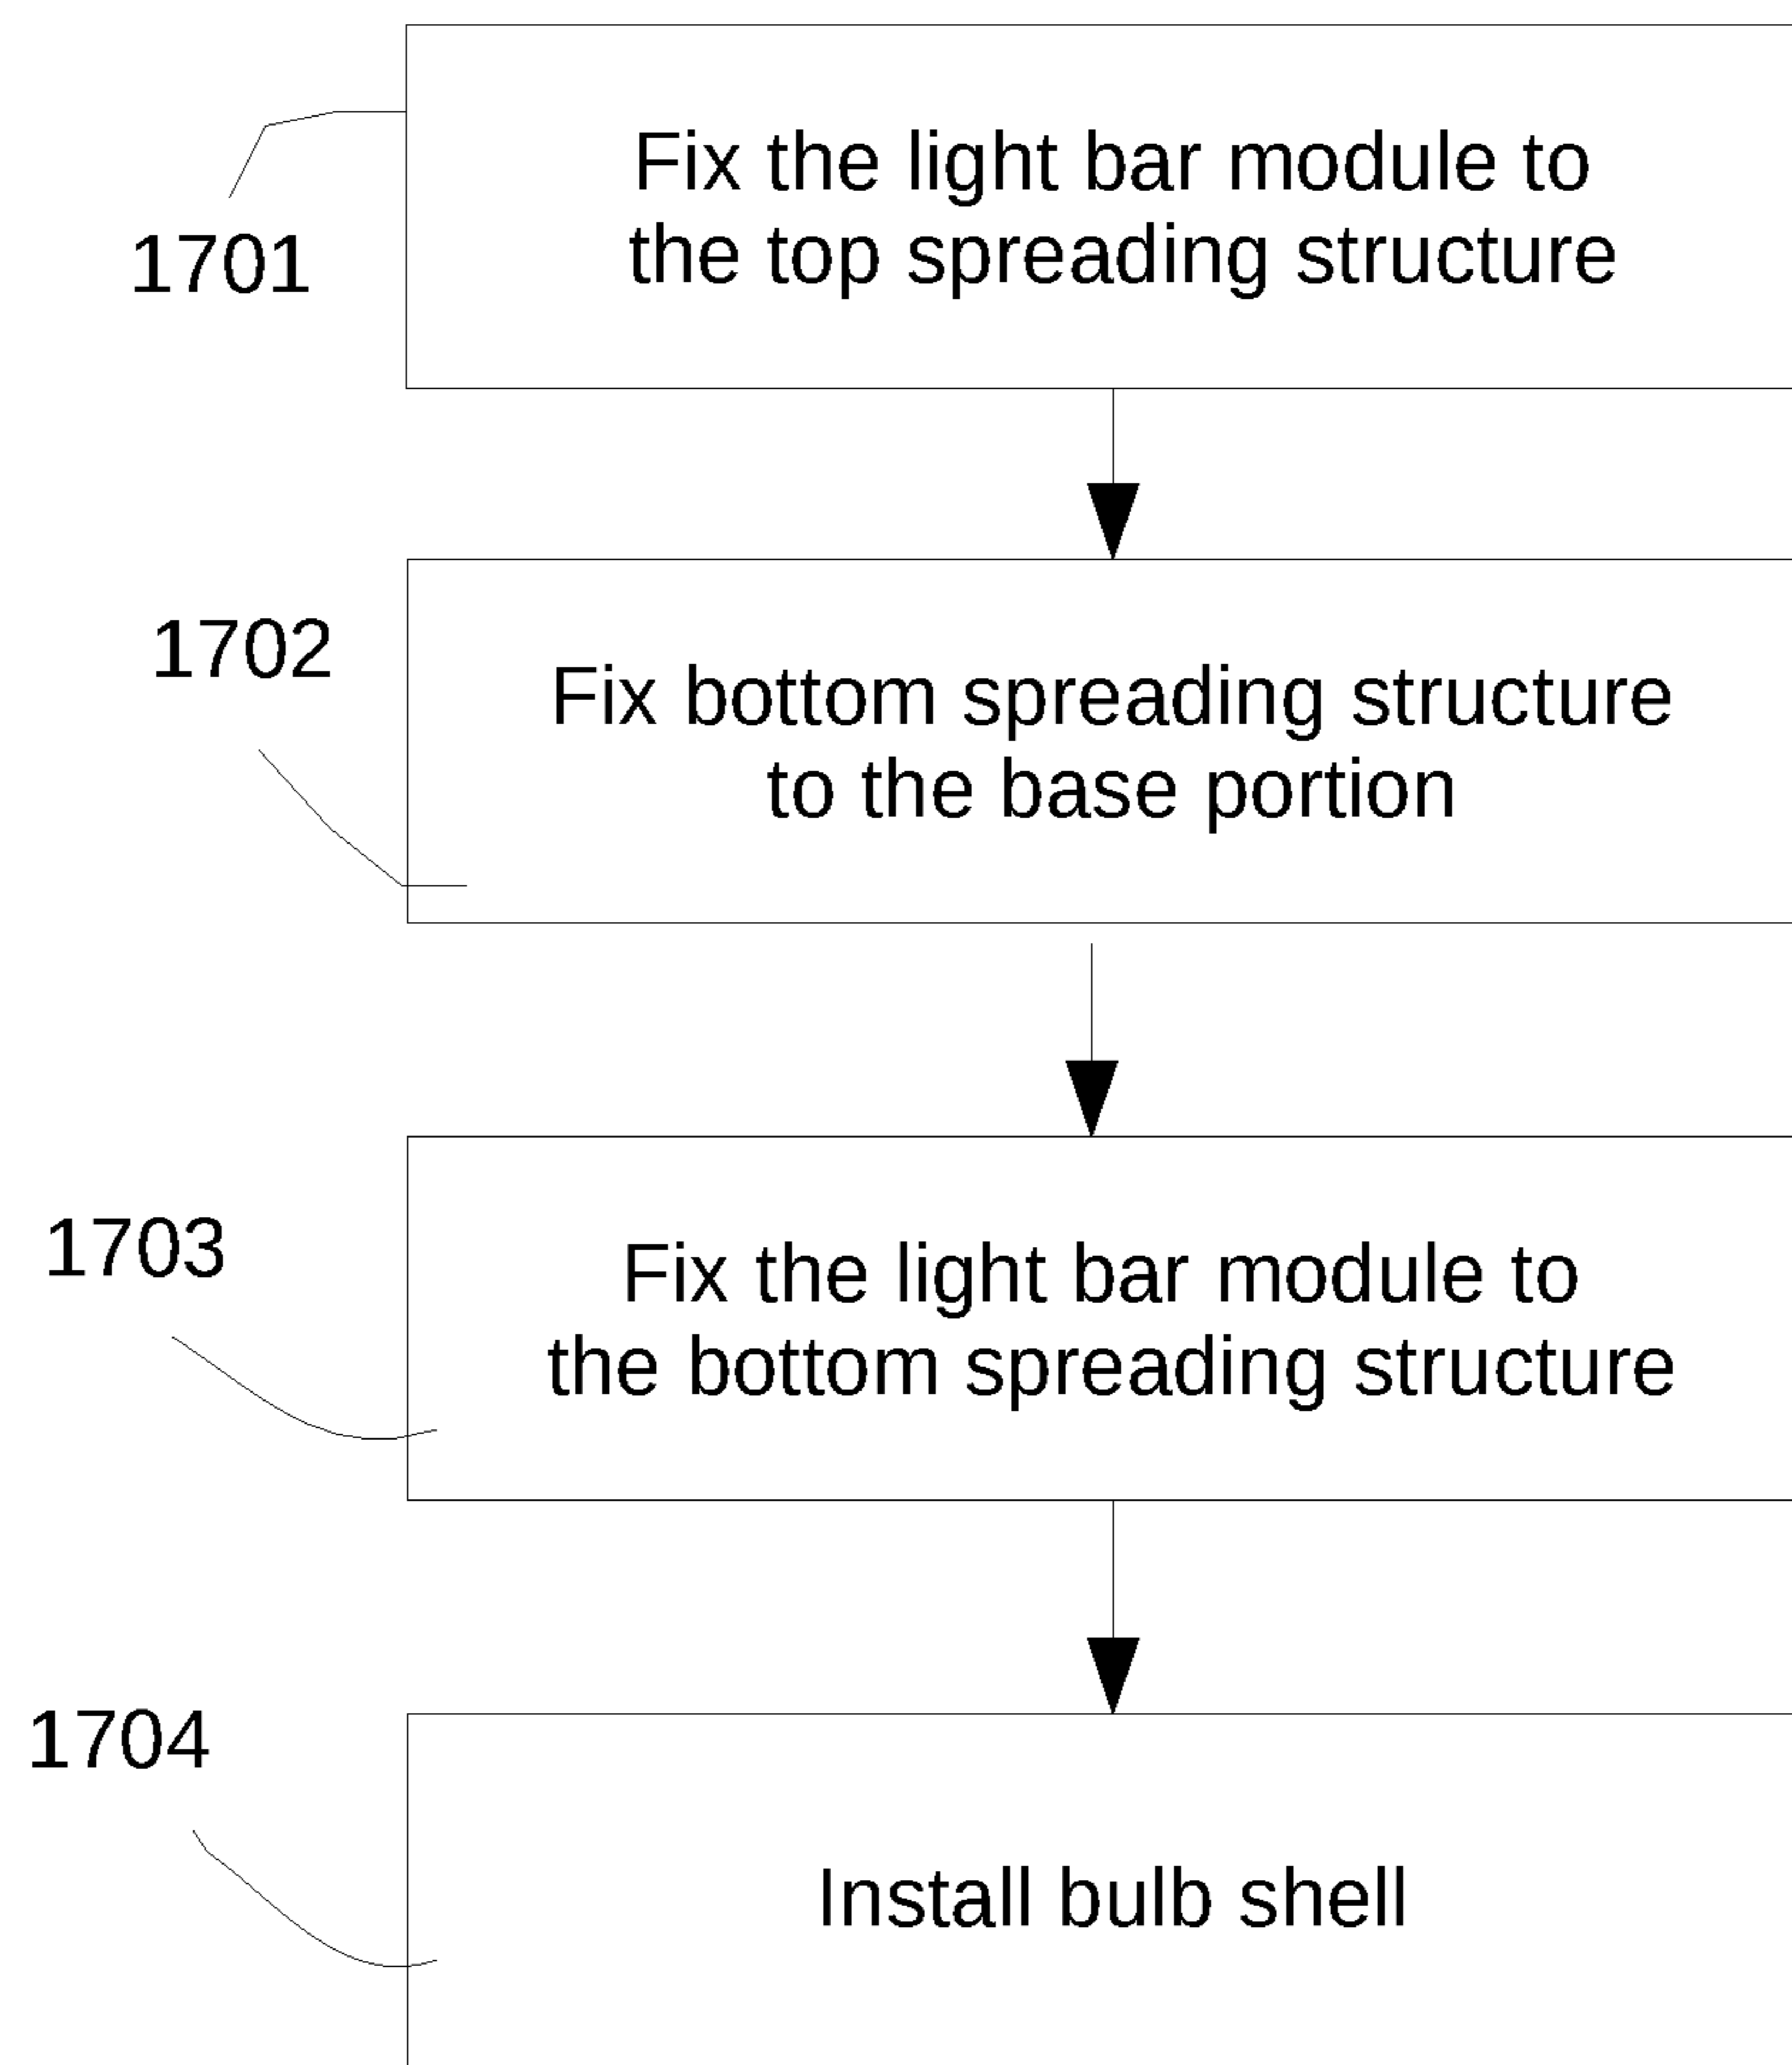 Fix the light bar module to
the top spreading structure
1701
1702
Fix bottom spreading structure
to the base portion
1703
Fix the light bar module to
the bottom spreading structure
1704
Install bulb shell